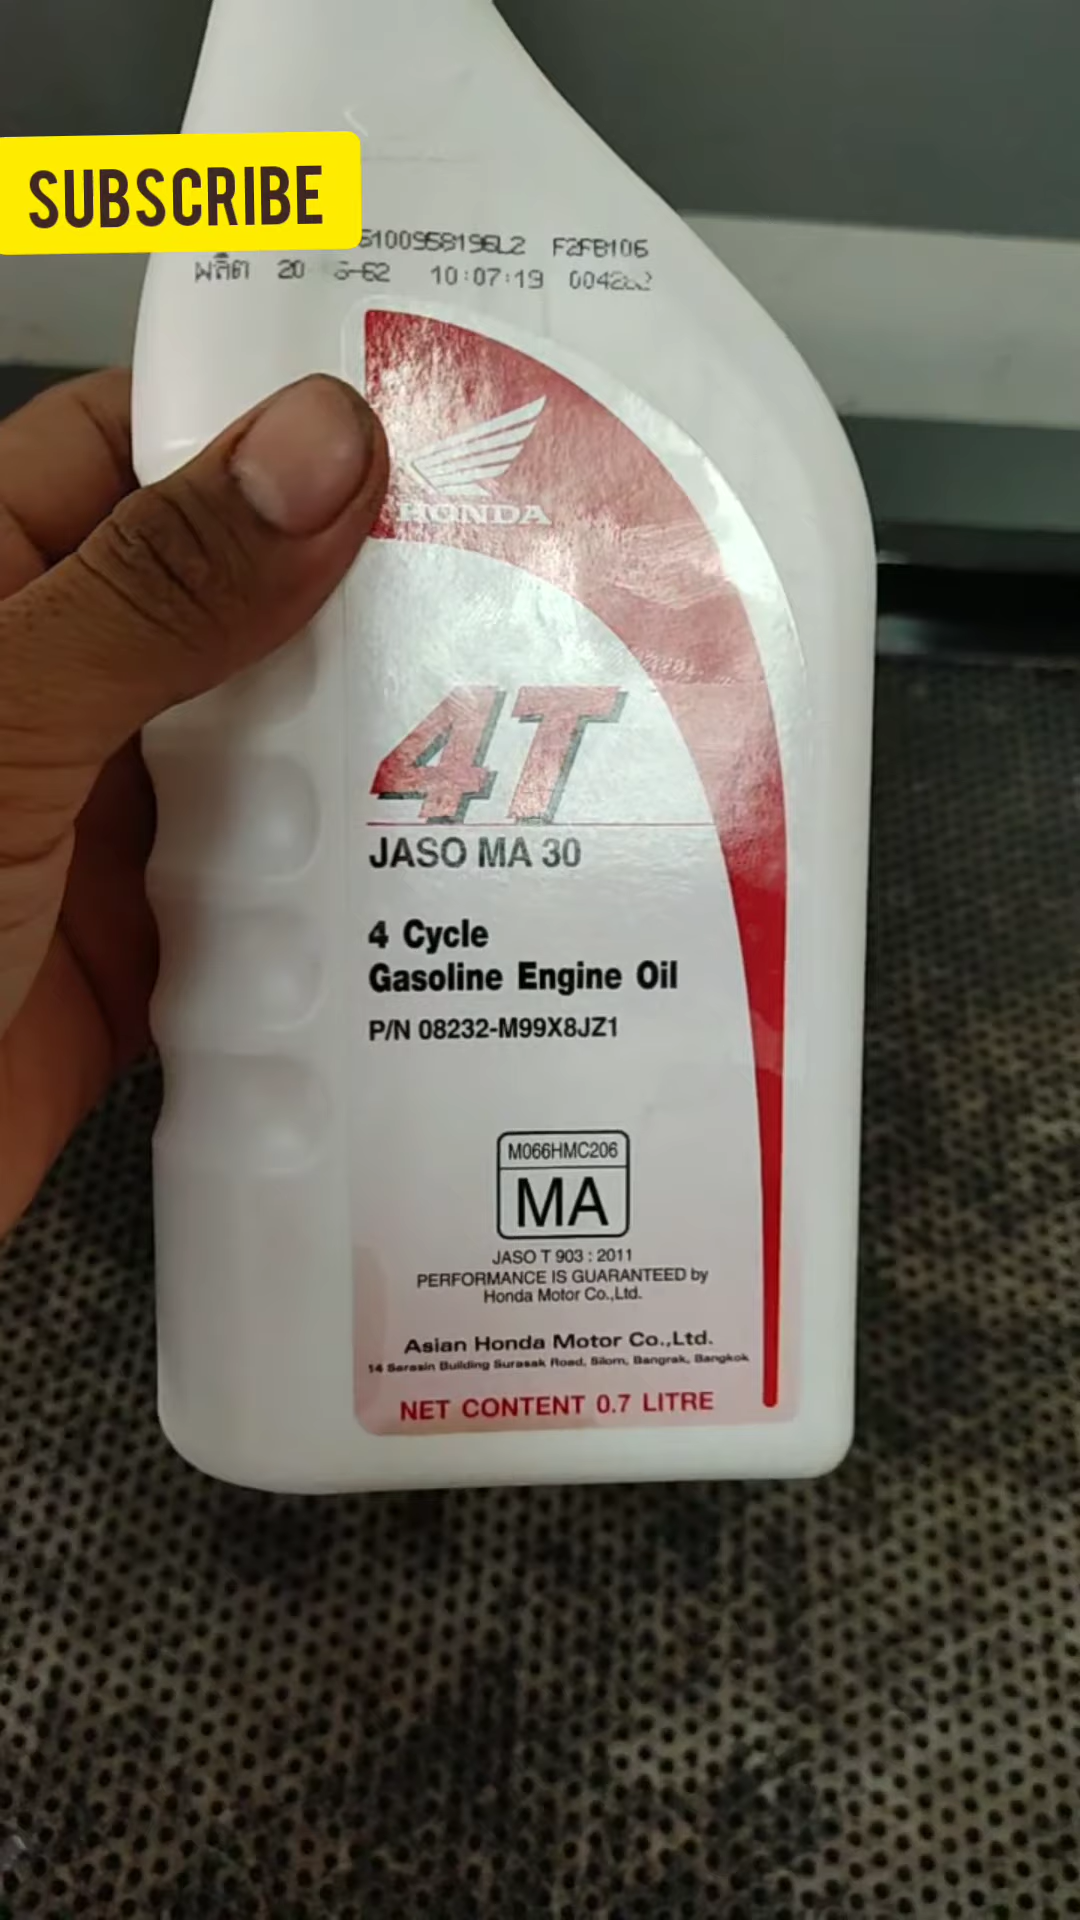 SUBSCRIBE
5100958196L2 F2FB106
ผลิต 20 -62 10:07:19
HONDA
4T
JASO MA 30
4 Cycle
Gasoline Engine Oil
P/N 08232-M99X8JZ1
M066HMC206
MA
JASO T 903 : 2011
PERFORMANCE IS GUARANTEED by
Honda Motor Co.,Ltd.
Asian Honda Motor Co.,Ltd.
14 Sarasin Building Surasak Road, Silom, Bangrak, Bangkok
NET CONTENT 0.7 LITRE